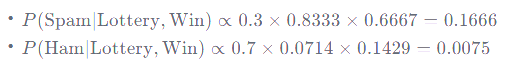 • P(Spam|Lottery, Win) ∝ 0.3 × 0.8333 × 0.6667 = 0.1666
• P(Ham|Lottery, Win) ∝ 0.7 × 0.0714 × 0.1429 = 0.0075